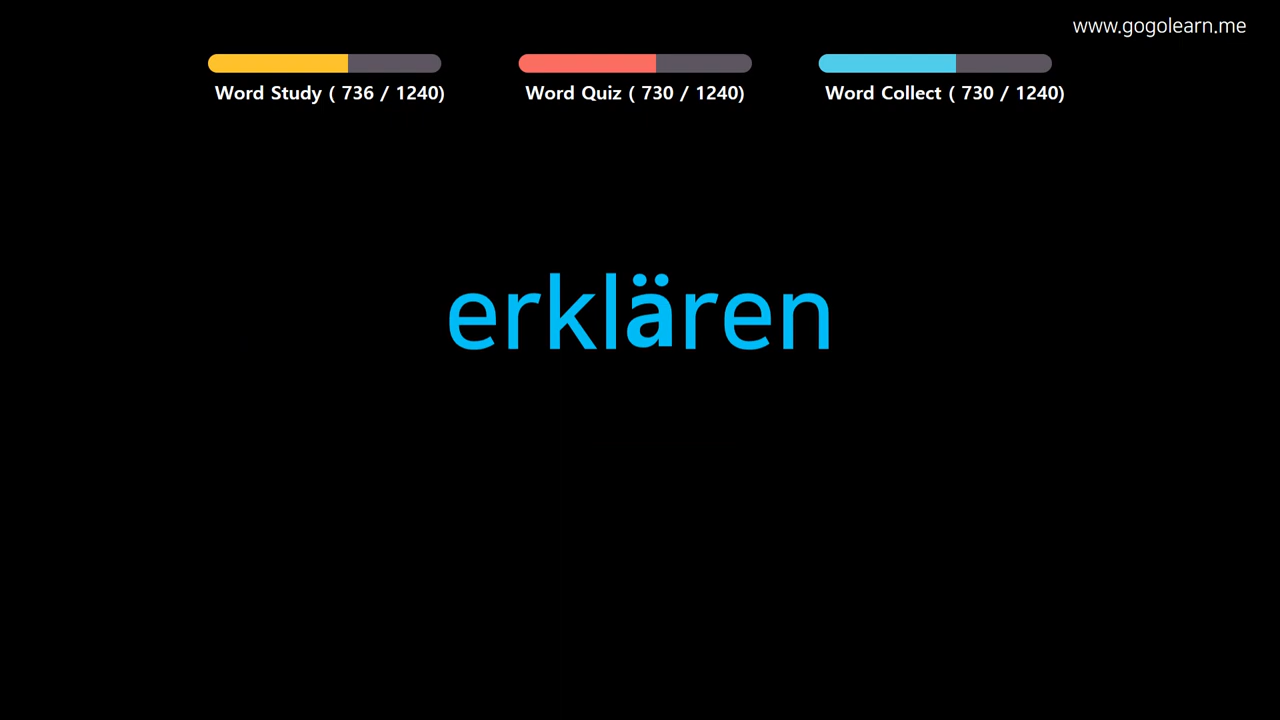 www.gogolearn.me
Word Study ( 736 / 1240)
Word Quiz ( 730 / 1240)
Word Collect ( 730 / 1240)
erklären